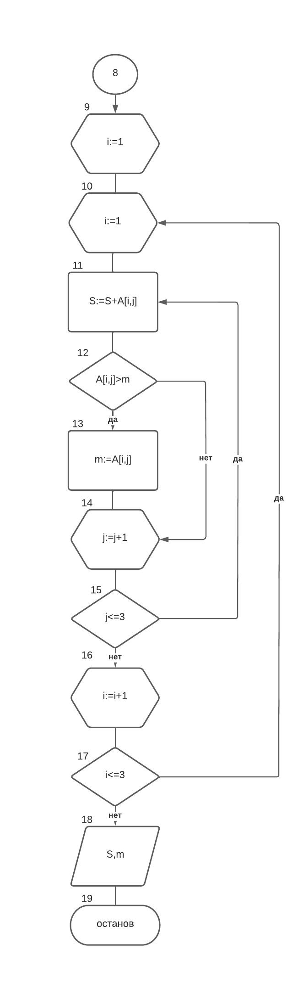 8
9
i:=1
10
i:=1
11
S:=S+A[i,j]
12
A[i,j]>m
да
13
m:=A[i,j]
нет
да
да
14
j:=j+1
15
j<=3
16
нет
i:=i+1
17
i<=3
нет
18
S,m
19
останов